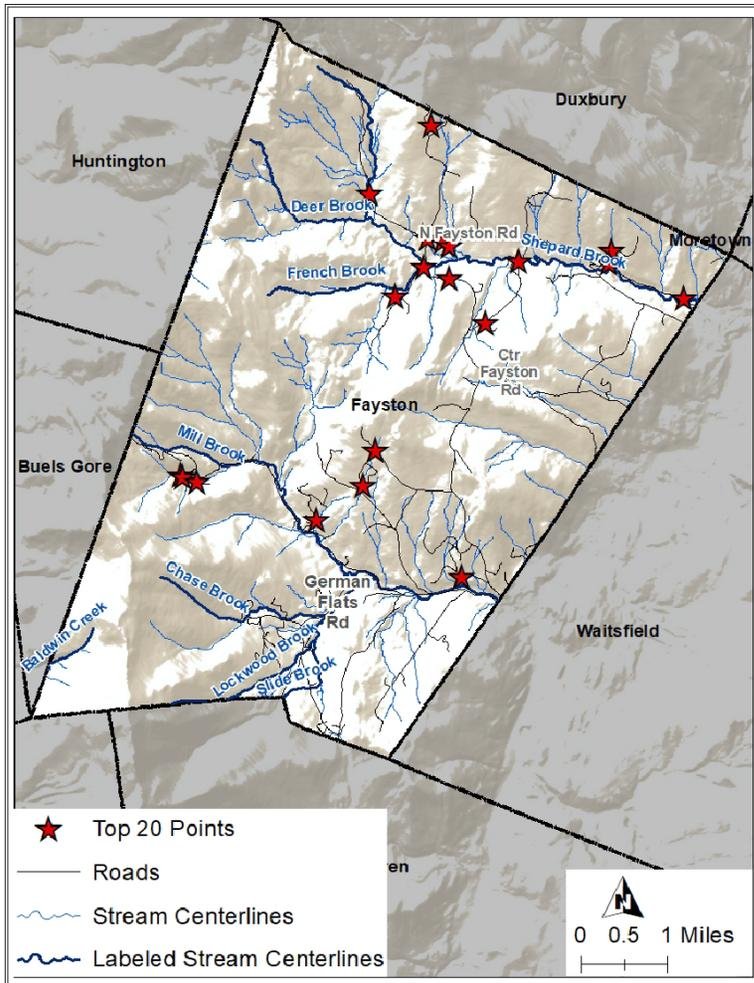 Duxbury
Huntington
Deer Brook
N Fayston Rd
Shepard Brook
Moretown
French Brook
Ctr
Fayston
Rd
Fayston
Mill Brook
Buels Gore
Chase Brook
German
Flats
Rd
Baldwin Creek
Waitsfield
Lockwood Brook
Slide Brook
Top 20 Points
ren
Roads
N
Stream Centerlines
0 0.5 1 Miles
Labeled Stream Centerlines